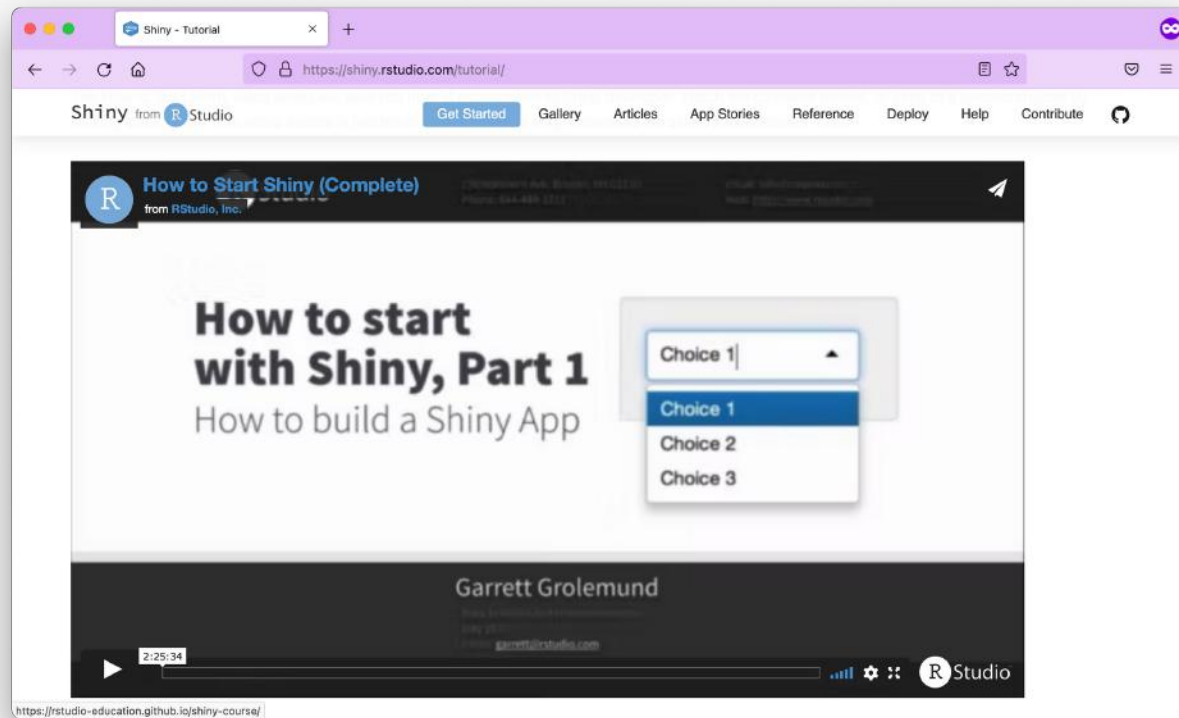 Shiny - Tutorial
https://shiny.rstudio.com/tutorial/
Shiny from R Studio
Get Started Gallery Articles App Stories Reference Deploy Help Contribute
R
How to Start Shiny (Complete)
from RStudio, Inc.
How to start
with Shiny, Part 1
How to build a Shiny App
Choice 1
Choice 1
Choice 2
Choice 3
Garrett Grolemund
garrett@rstudio.com
2:25:34
R Studio
https://rstudio-education.github.io/shiny-course/